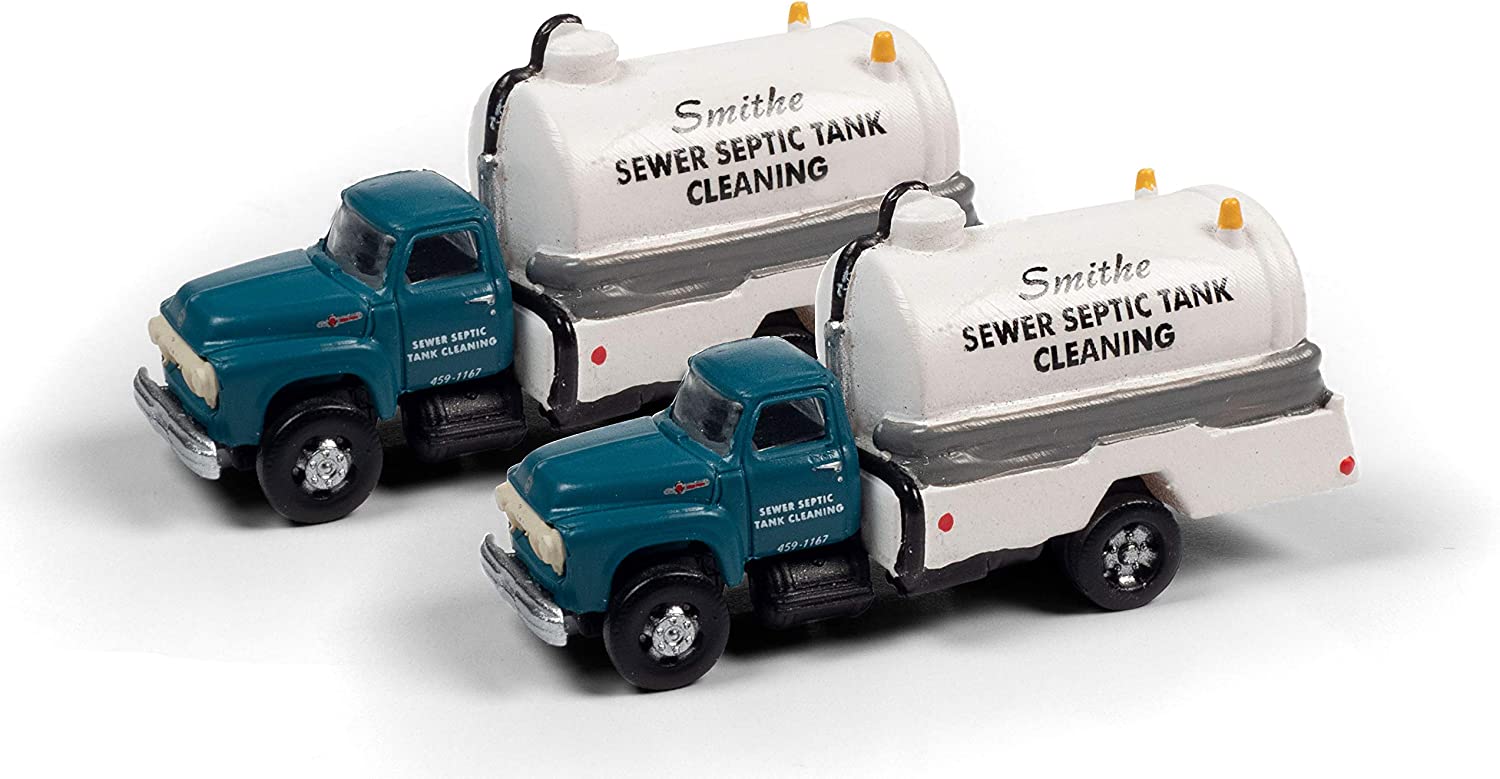 Smithe
SEWER SEPTIC TANK
CLEANING
SEWER SEPTIC
TANK CLEANING
459-1167
Smithe
SEWER SEPTIC TANK
CLEANING
SEWER SEPTIC
TANK CLEANING
459-1167